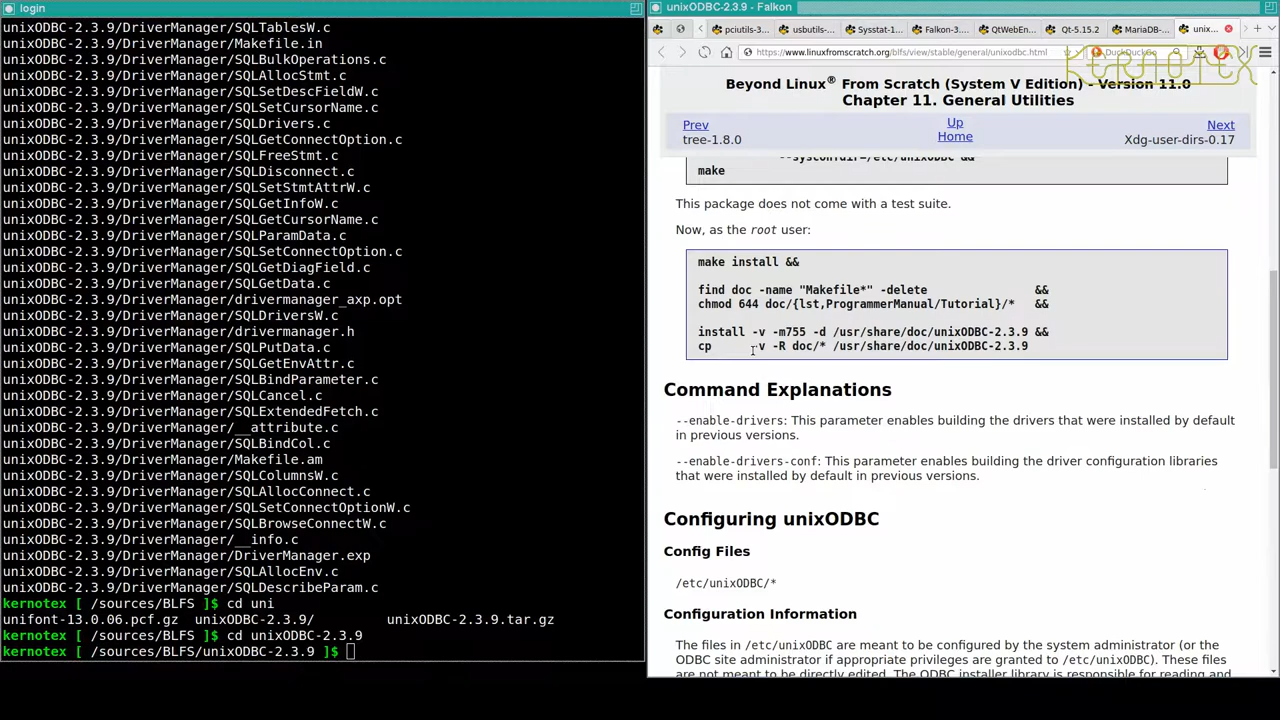 login
unixODBC-2.3.9/DriverManager/SQLTablesW.c
unixODBC-2.3.9/DriverManager/Makefile.in
unixODBC-2.3.9/DriverManager/SQLBulkOperations.c
unixODBC-2.3.9/DriverManager/SQLAllocStmt.c
unixODBC-2.3.9/DriverManager/SQLSetDescFieldW.c
unixODBC-2.3.9/DriverManager/SQLSetCursorName.c
unixODBC-2.3.9/DriverManager/SQLDrivers.c
unixODBC-2.3.9/DriverManager/SQLGetConnectOption.c
unixODBC-2.3.9/DriverManager/SQLFreeStmt.c
unixODBC-2.3.9/DriverManager/SQLDisconnect.c
unixODBC-2.3.9/DriverManager/SQLSetStmtAttrW.c
unixODBC-2.3.9/DriverManager/SQLGetInfoW.c
unixODBC-2.3.9/DriverManager/SQLGetCursorName.c
unixODBC-2.3.9/DriverManager/SQLParamData.c
unixODBC-2.3.9/DriverManager/SQLSetConnectOption.c
unixODBC-2.3.9/DriverManager/SQLGetDiagField.c
unixODBC-2.3.9/DriverManager/SQLGetData.c
unixODBC-2.3.9/DriverManager/drivermanager_axp.opt
unixODBC-2.3.9/DriverManager/SQLDriversW.c
unixODBC-2.3.9/DriverManager/drivermanager.h
unixODBC-2.3.9/DriverManager/SQLPutData.c
unixODBC-2.3.9/DriverManager/SQLGetEnvAttr.c
unixODBC-2.3.9/DriverManager/SQLBindParameter.c
unixODBC-2.3.9/DriverManager/SQLCancel.c
unixODBC-2.3.9/DriverManager/SQLExtendedFetch.c
unixODBC-2.3.9/DriverManager/__attribute.c
unixODBC-2.3.9/DriverManager/SQLBindCol.c
unixODBC-2.3.9/DriverManager/Makefile.am
unixODBC-2.3.9/DriverManager/SQLColumnsW.c
unixODBC-2.3.9/DriverManager/SQLAllocConnect.c
unixODBC-2.3.9/DriverManager/SQLSetConnectOptionW.c
unixODBC-2.3.9/DriverManager/SQLBrowseConnectW.c
unixODBC-2.3.9/DriverManager/__info.c
unixODBC-2.3.9/DriverManager/DriverManager.exp
unixODBC-2.3.9/DriverManager/SQLAllocEnv.c
unixODBC-2.3.9/DriverManager/SQLDescribeParam.c
kernotex [ /sources/BLFS ]$ cd uni
unifont-13.0.06.pcf.gz unixODBC-2.3.9/ unixODBC-2.3.9.tar.gz
kernotex [ /sources/BLFS ]$ cd unixODBC-2.3.9
kernotex [ /sources/BLFS/unixODBC-2.3.9 ]$
unixODBC-2.3.9 - Falkon
pciutils-3... usbutils-... Sysstat-1... Falkon-3... QtWebEn... Qt-5.15.2 MariaDB-... unix...
https://www.linuxfromscratch.org/blfs/view/stable/general/unixodbc.html DuckDuckGo
KERNOTEX
Beyond Linux® From Scratch (System V Edition) - Version 11.0
Chapter 11. General Utilities
Prev Up Next
tree-1.8.0 Home Xdg-user-dirs-0.17
--sysconfdir=/etc/unixODBC &&
make
This package does not come with a test suite.
Now, as the root user:
make install &&
find doc -name "Makefile*" -delete &&
chmod 644 doc/{lst,ProgrammerManual/Tutorial}/* &&
install -v -m755 -d /usr/share/doc/unixODBC-2.3.9 &&
cp -v -R doc/* /usr/share/doc/unixODBC-2.3.9
Command Explanations
--enable-drivers: This parameter enables building the drivers that were installed by default
in previous versions.
--enable-drivers-conf: This parameter enables building the driver configuration libraries
that were installed by default in previous versions.
Configuring unixODBC
Config Files
/etc/unixODBC/*
Configuration Information
The files in /etc/unixODBC are meant to be configured by the system administrator (or the
ODBC site administrator if appropriate privileges are granted to /etc/unixODBC). These files
are not meant to be directly edited. The ODBC installer library is responsible for reading and